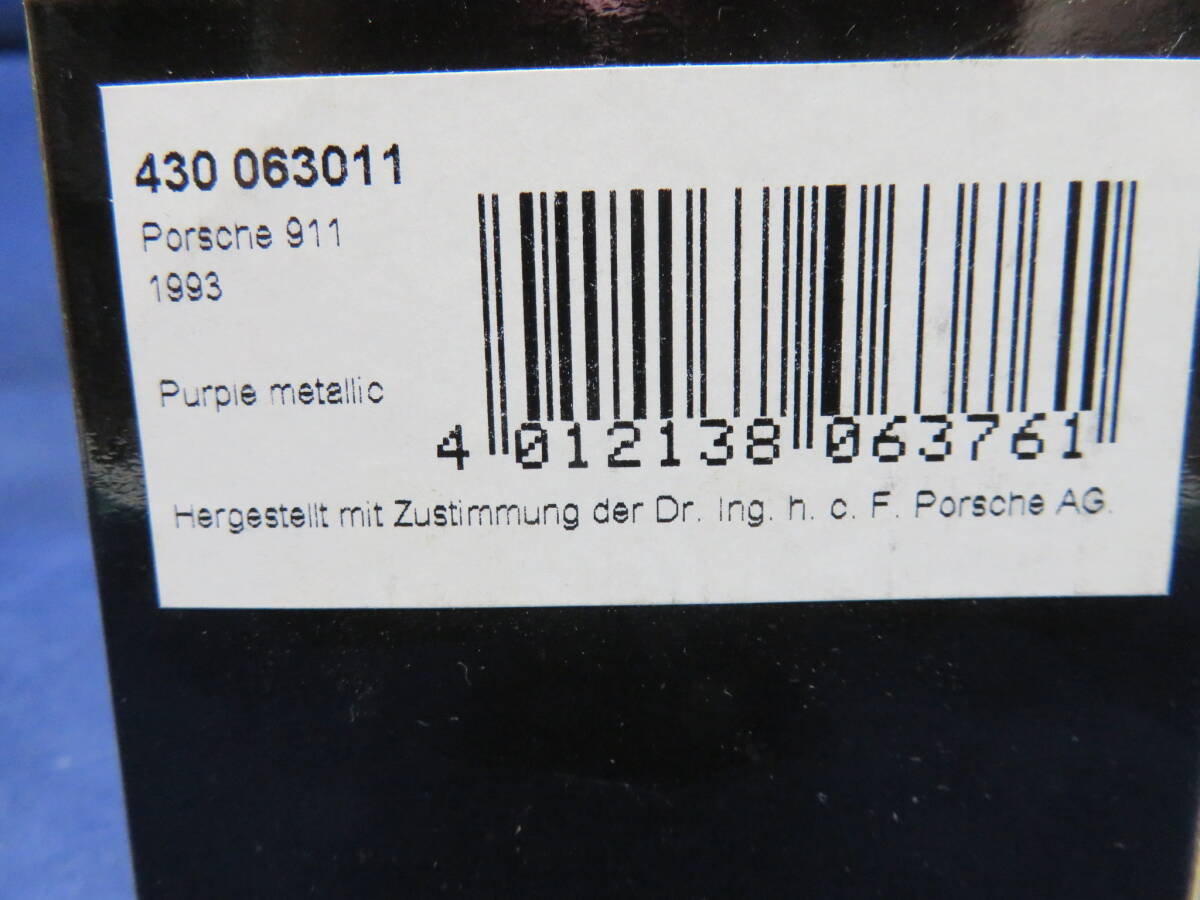 430 063011
Porsche 911
1993
Purple metallic
4 012138 063761
Hergestellt mit Zustimmung der Dr. Ing. h. c. F. Porsche AG.